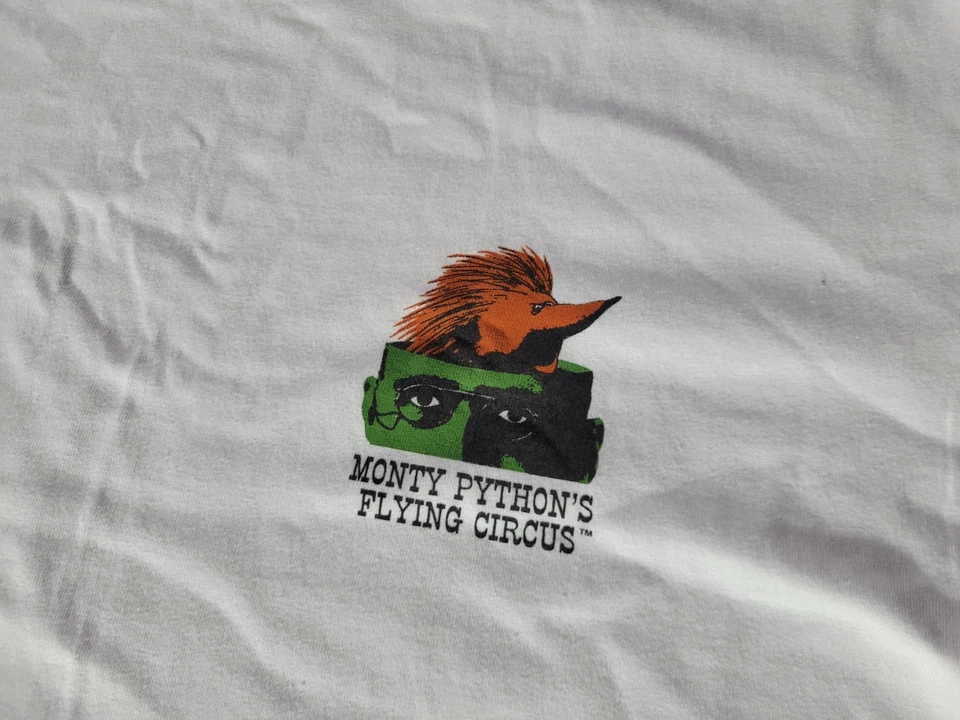 MONTY PYTHON'S
FLYING CIRCUS™